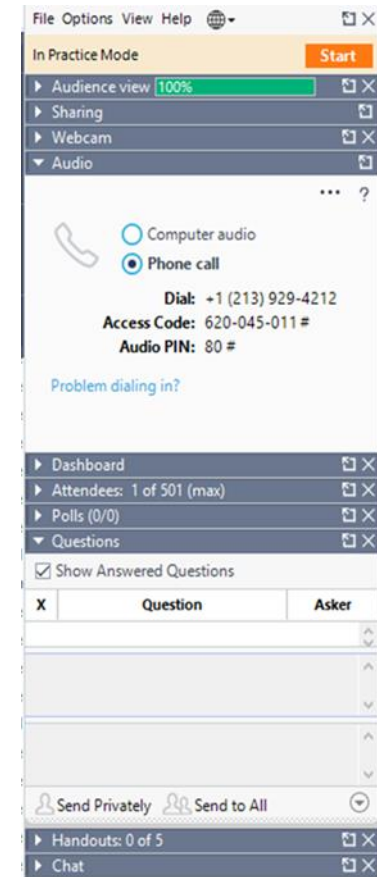 File Options View Help
In Practice Mode Start
Audience view 100%
Sharing
Webcam
Audio
... ?
Computer audio
Phone call
Dial: +1 (213) 929-4212
Access Code: 620-045-011 #
Audio PIN: 80 #
Problem dialing in?
Dashboard
Attendees: 1 of 501 (max)
Polls (0/0)
Questions
Show Answered Questions
X Question Asker
Send Privately Send to All
Handouts: 0 of 5
Chat